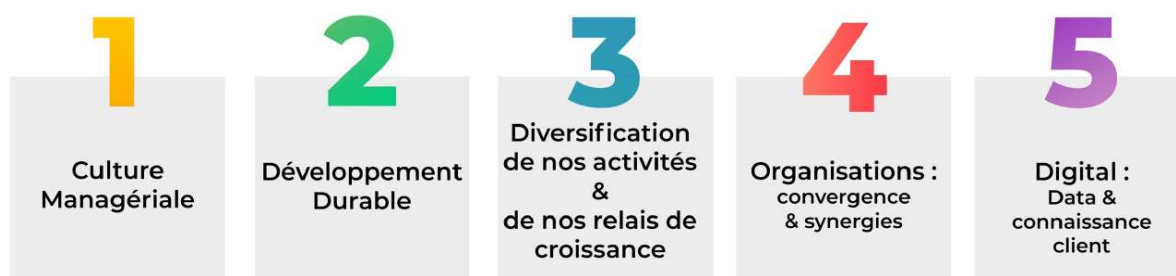 1
Culture
Managériale
2
Développement
Durable
3
Diversification
de nos activités
&
de nos relais de
croissance
4
Organisations :
convergence
& synergies
5
Digital :
Data &
connaissance
client